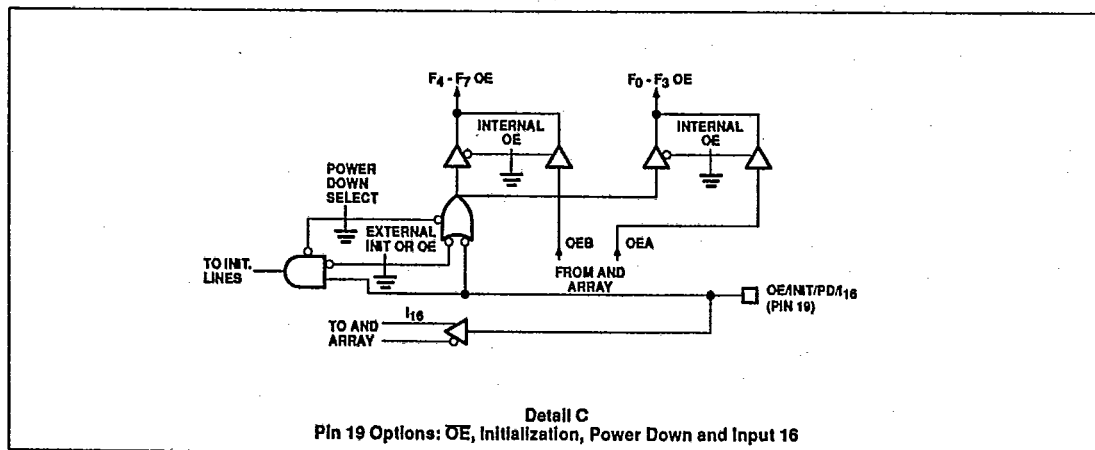 F4 - F7 OE
F0 - F3 OE
INTERNAL
OE
INTERNAL
OE
POWER
DOWN
SELECT
EXTERNAL
INIT OR OE
TO INIT.
LINES
OEB
OEA
FROM AND
ARRAY
OE/INIT/PD/I16
(PIN 19)
I16
TO AND
ARRAY
Detail C
Pin 19 Options: O̅E̅, Initialization, Power Down and Input 16